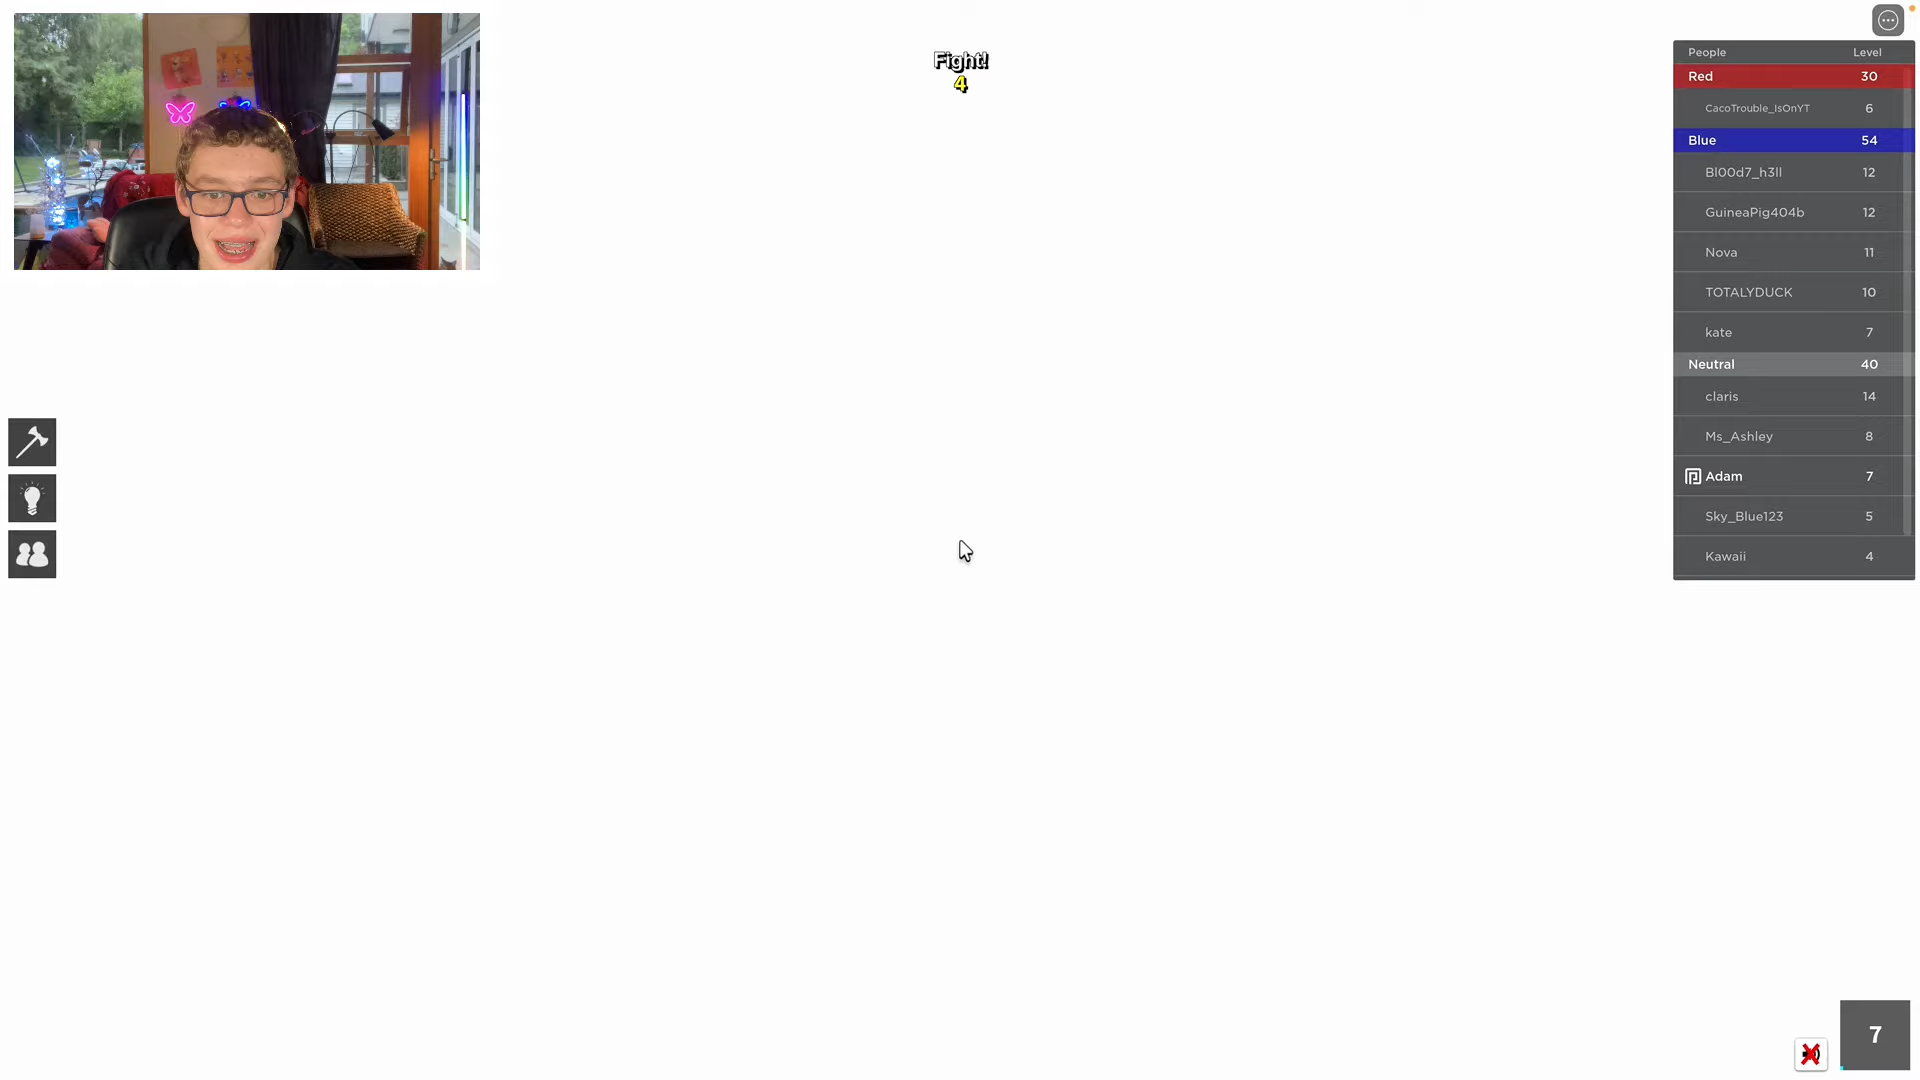 Fight!
4
People Level
Red 30
CacoTrouble_IsOnYT 6
Blue 54
Bl00d7_h3ll 12
GuineaPig404b 12
Nova 11
TOTALYDUCK 10
kate 7
Neutral 40
claris 14
Ms_Ashley 8
Adam 7
Sky_Blue123 5
Kawaii 4
7